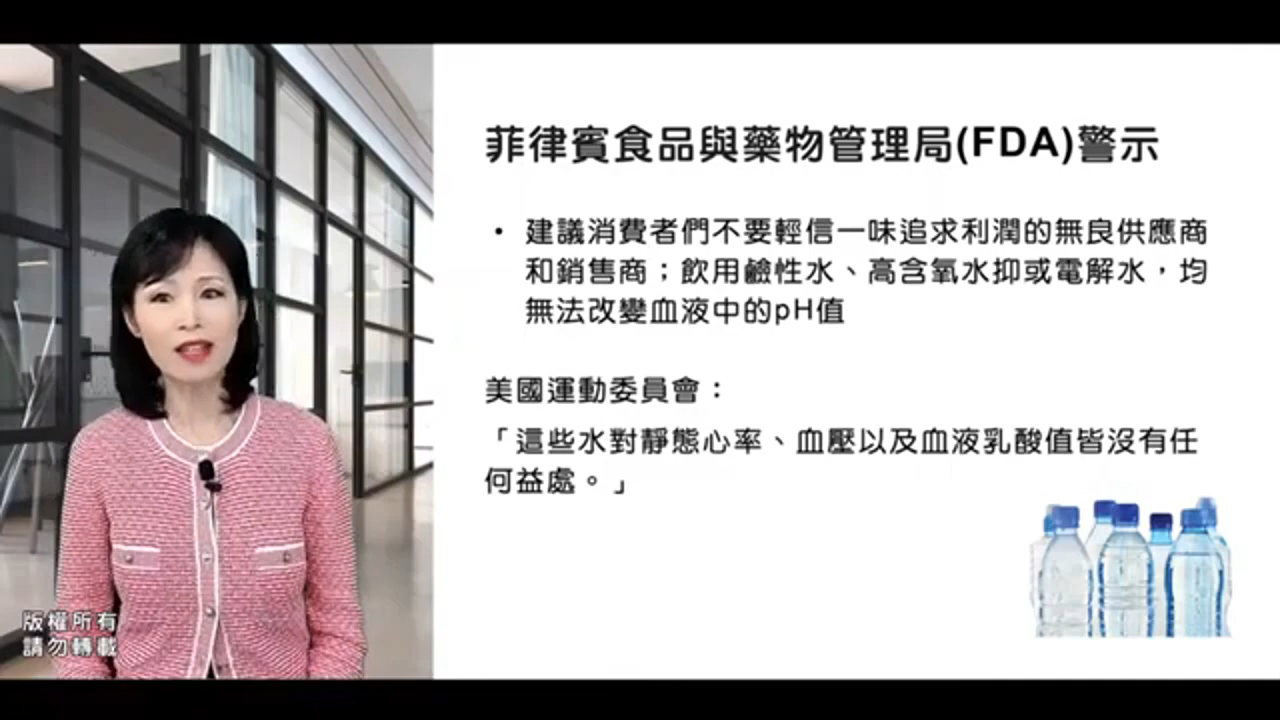 菲律賓食品與藥物管理局(FDA)警示
• 建議消費者們不要輕信一味追求利潤的無良供應商
和銷售商；飲用鹼性水、高含氧水抑或電解水，均
無法改變血液中的pH值
美國運動委員會：
「這些水對靜態心率、血壓以及血液乳酸值皆沒有任
何益處。」
版權所有
請勿轉載